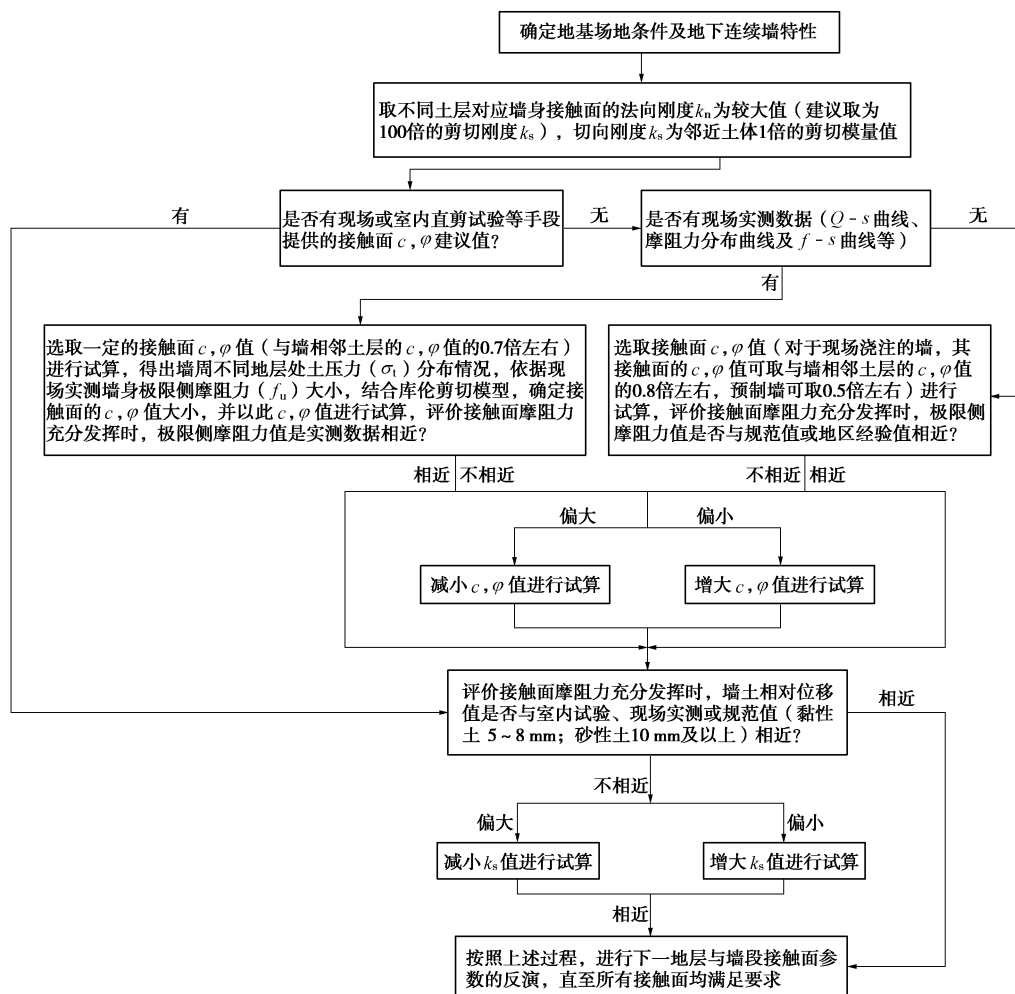 确定地基场地条件及地下连续墙特性
取不同土层对应墙身接触面的法向刚度kn为较大值（建议取为
100倍的剪切刚度ks），切向刚度ks为邻近土体1倍的剪切模量值
有
是否有现场或室内直剪试验等手段
提供的接触面c,φ建议值？
无
是否有现场实测数据（Q-s曲线、
摩阻力分布曲线及f-s曲线等）
无
有
选取一定的接触面c,φ值（与墙相邻土层的c,φ值的0.7倍左右）
进行试算，得出墙周不同地层处土压力（σt）分布情况，依据现
场实测墙身极限侧摩阻力（fu）大小，结合库伦剪切模型，确定接
触面的c,φ值大小，并以此c,φ值进行试算，评价接触面摩阻力
充分发挥时，极限侧摩阻力值是实测数据相近？
选取接触面c,φ值（对于现场浇注的墙，其
接触面的c,φ值可取与墙相邻土层的c,φ值
的0.8倍左右，预制墙可取0.5倍左右）进行
试算，评价接触面摩阻力充分发挥时，极限侧
摩阻力值是否与规范值或地区经验值相近？
相近 不相近
不相近 相近
偏大
偏小
减小c,φ值进行试算
增大c,φ值进行试算
评价接触面摩阻力充分发挥时，墙土相对位移
值是否与室内试验、现场实测或规范值（黏性
土 5~8 mm；砂性土10 mm及以上）相近？
相近
不相近
偏大
偏小
减小ks值进行试算
增大ks值进行试算
相近
按照上述过程，进行下一地层与墙段接触面参
数的反演，直至所有接触面均满足要求